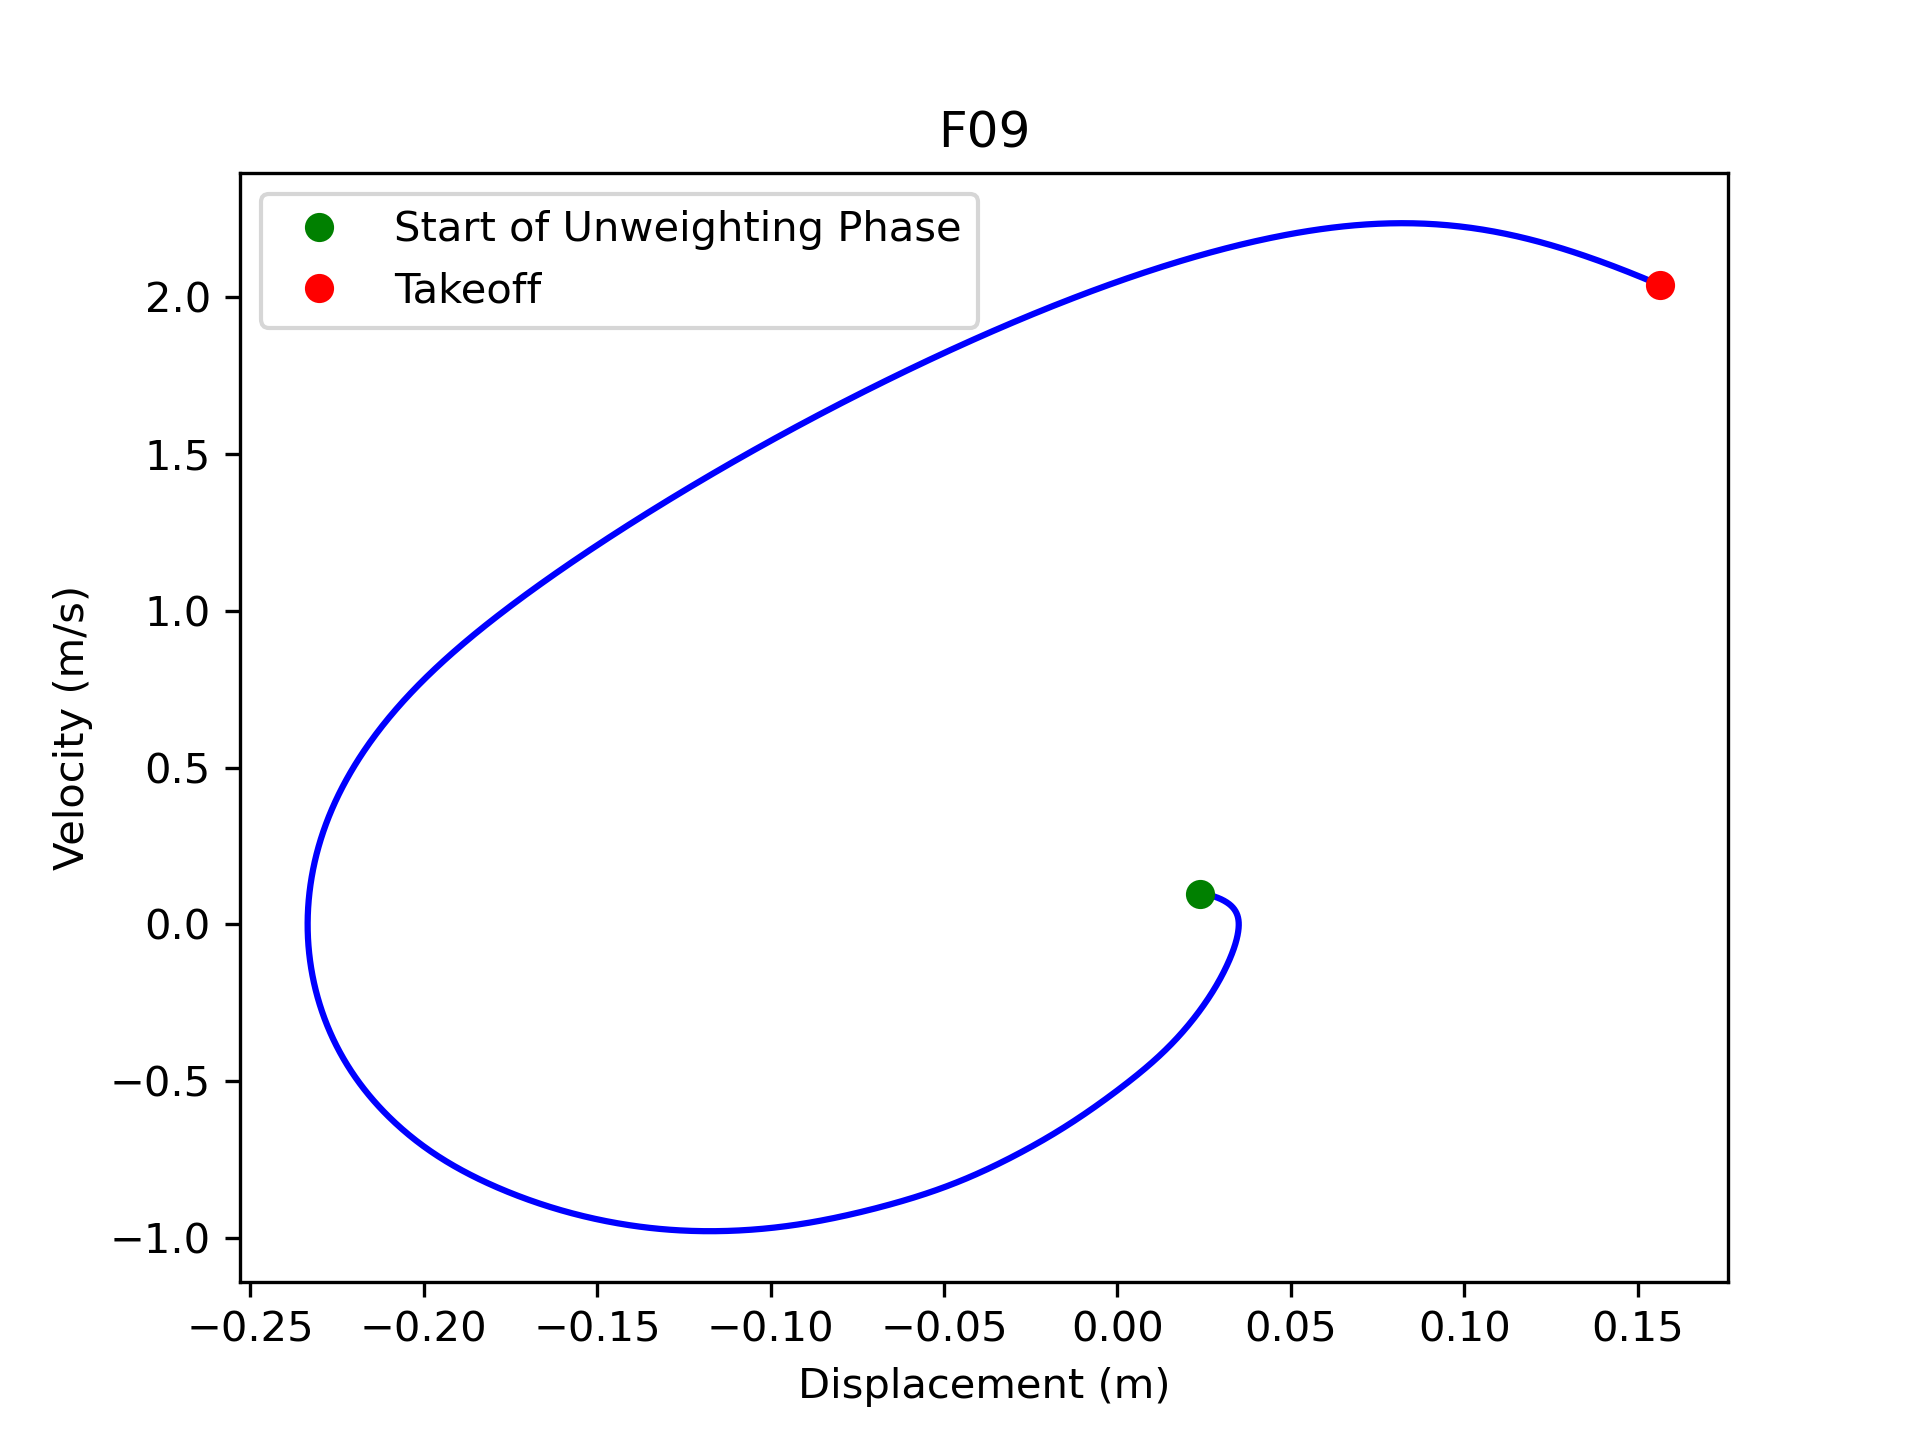 F09
Start of Unweighting Phase
Takeoff
2.0
1.5
1.0
0.5
0.0
−0.5
−1.0
Velocity (m/s)
−0.25 −0.20 −0.15 −0.10 −0.05 0.00 0.05 0.10 0.15
Displacement (m)